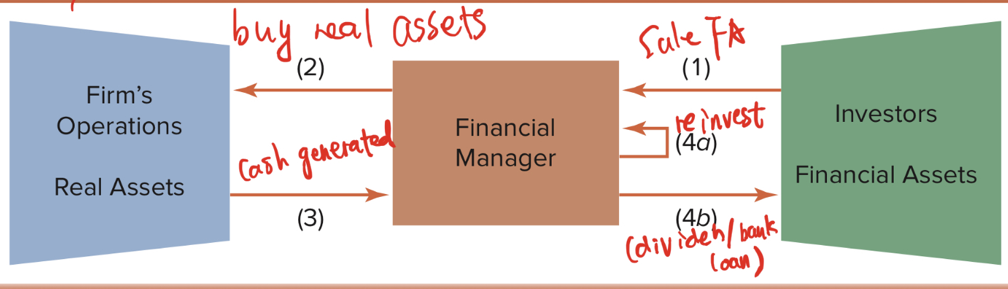 buy real assets
Sale FA
(2)
(1)
Firm's
Operations
Real Assets
Financial
Manager
reinvest
(4a)
Investors
Financial Assets
cash generated
(3)
(4b)
(dividen/bank
loan)